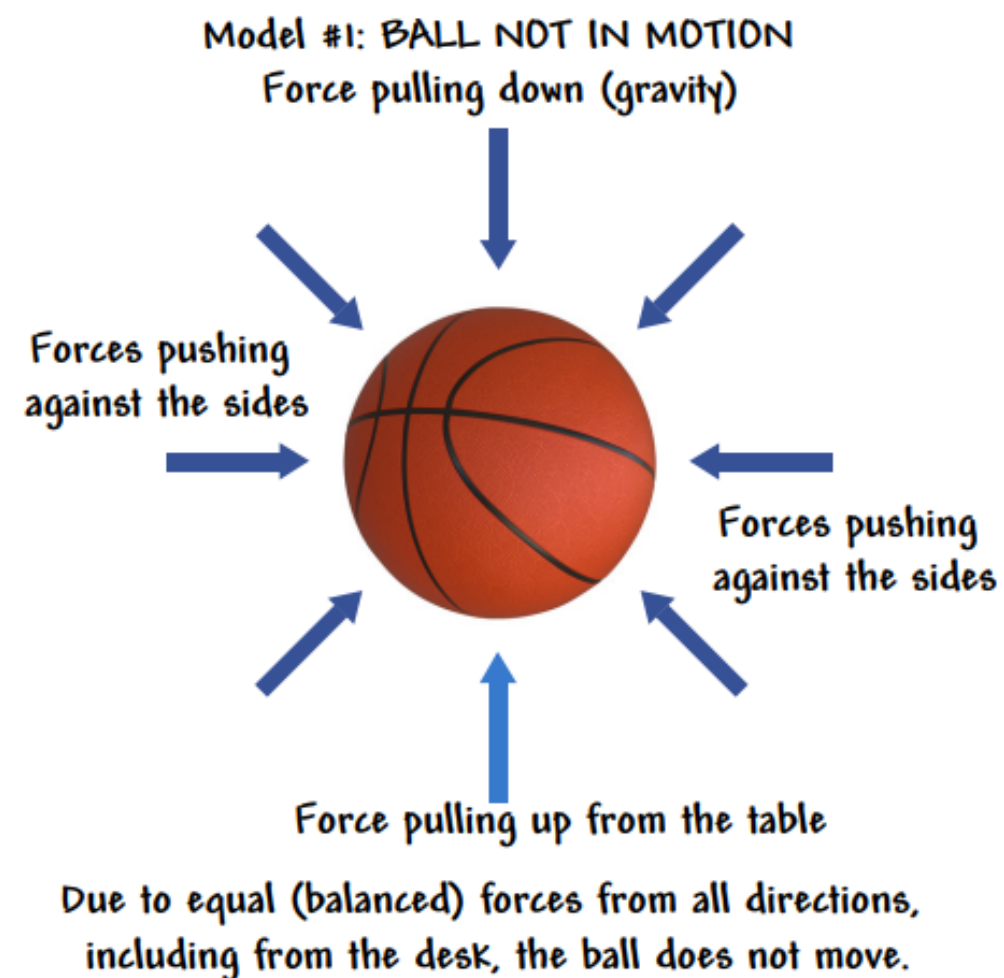 Model #1: BALL NOT IN MOTION
Force pulling down (gravity)
Forces pushing
against the sides
Forces pushing
against the sides
Force pulling up from the table
Due to equal (balanced) forces from all directions,
including from the desk, the ball does not move.